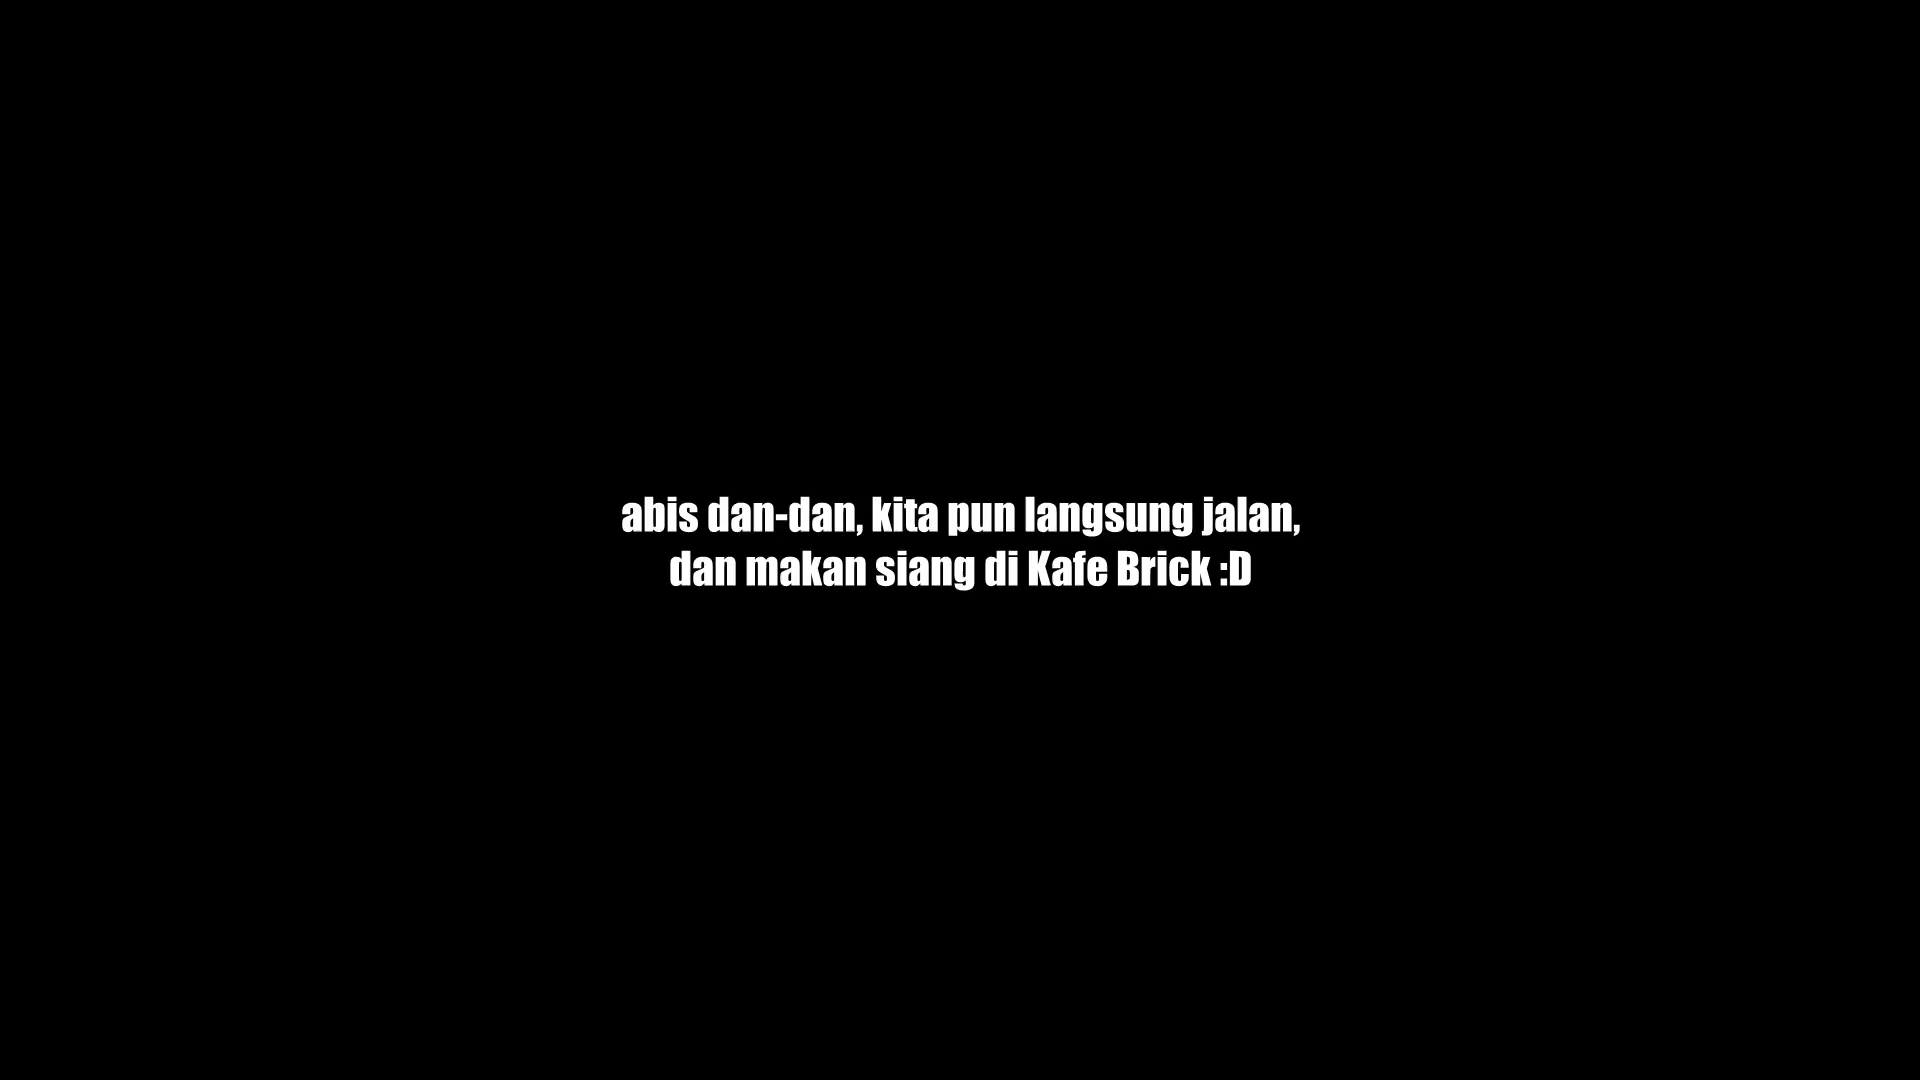 abis dan-dan, kita pun langsung jalan,
dan makan siang di Kafe Brick :D